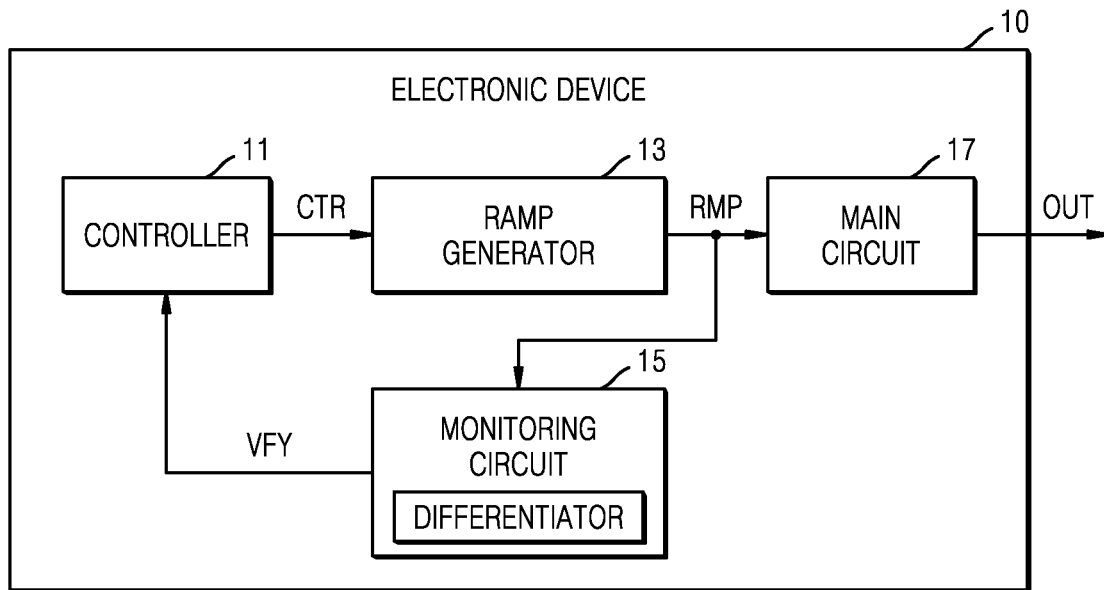 10
ELECTRONIC DEVICE
11
13
17
CONTROLLER
CTR
RAMP
GENERATOR
RMP
MAIN
CIRCUIT
OUT
15
VFY
MONITORING
CIRCUIT
DIFFERENTIATOR